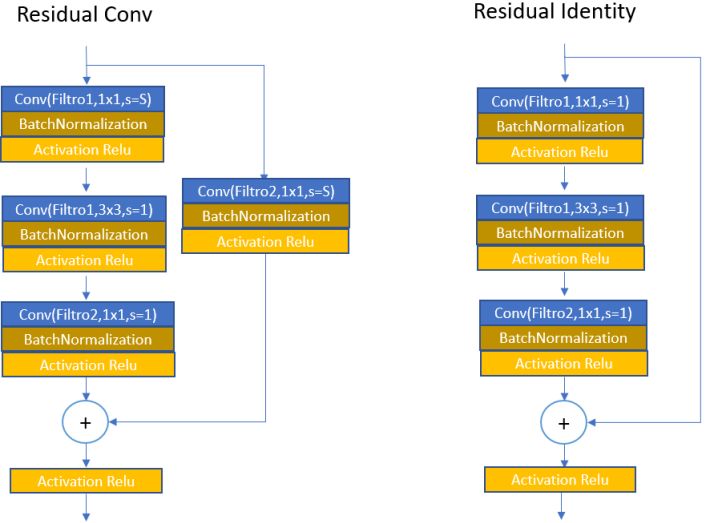 Residual Conv
Conv(Filtro1,1x1,s=S)
BatchNormalization
Activation Relu
Conv(Filtro1,3x3,s=1)
BatchNormalization
Activation Relu
Conv(Filtro2,1x1,s=1)
BatchNormalization
Activation Relu
Conv(Filtro2,1x1,s=S)
BatchNormalization
Activation Relu
+
Activation Relu
Residual Identity
Conv(Filtro1,1x1,s=1)
BatchNormalization
Activation Relu
Conv(Filtro1,3x3,s=1)
BatchNormalization
Activation Relu
Conv(Filtro2,1x1,s=1)
BatchNormalization
Activation Relu
+
Activation Relu